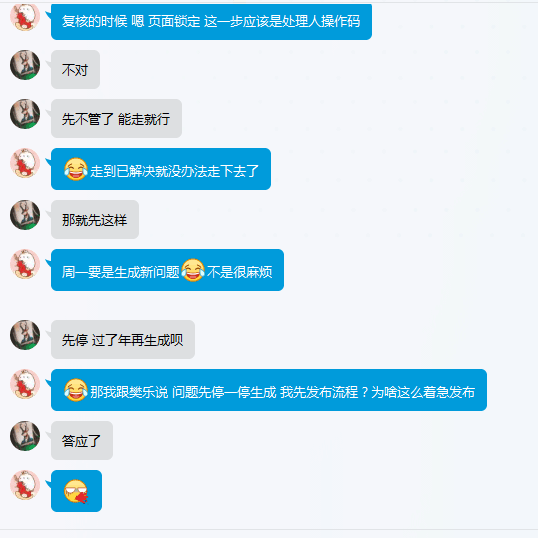 复核的时候 嗯 页面锁定 这一步应该是处理人操作码
不对
先不管了 能走就行
走到已解决就没办法走下去了
那就先这样
周一要是生成新问题 不是很麻烦
先停 过了年再生成呗
那我跟樊乐说 问题先停一停生成 我先发布流程？为啥这么着急发布
答应了